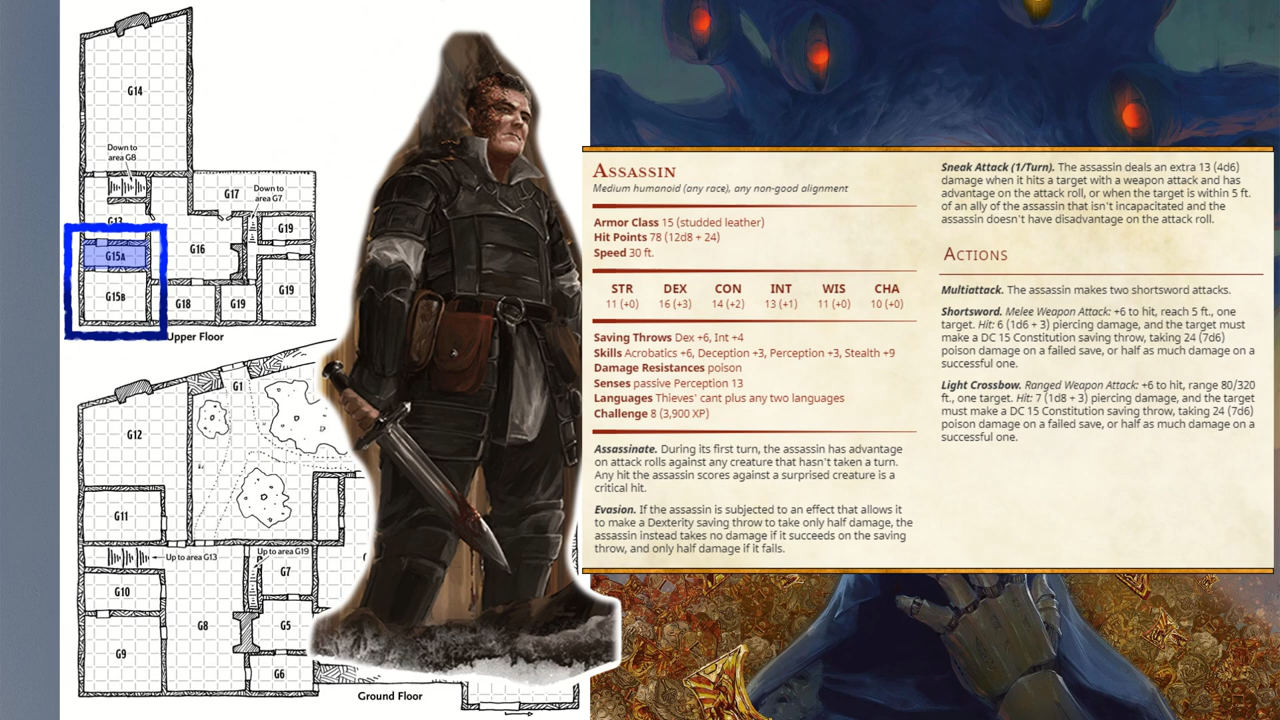 G14
Down to
area G8
G17
Down to
area G7
G13
G19
G15A
G16
G15B
G18
G19
G19
Upper Floor
G1
G12
G11
Up to area G13
Up to area G19
G7
G10
G8
G5
G9
G6
Ground Floor
ASSASSIN
Medium humanoid (any race), any non-good alignment
Armor Class 15 (studded leather)
Hit Points 78 (12d8 + 24)
Speed 30 ft.
STR DEX CON INT WIS CHA
11 (+0) 16 (+3) 14 (+2) 13 (+1) 11 (+0) 10 (+0)
Saving Throws Dex +6, Int +4
Skills Acrobatics +6, Deception +3, Perception +3, Stealth +9
Damage Resistances poison
Senses passive Perception 13
Languages Thieves' cant plus any two languages
Challenge 8 (3,900 XP)
Assassinate. During its first turn, the assassin has advantage
on attack rolls against any creature that hasn't taken a turn.
Any hit the assassin scores against a surprised creature is a
critical hit.
Evasion. If the assassin is subjected to an effect that allows it
to make a Dexterity saving throw to take only half damage, the
assassin instead takes no damage if it succeeds on the saving
throw, and only half damage if it fails.
Sneak Attack (1/Turn). The assassin deals an extra 13 (4d6)
damage when it hits a target with a weapon attack and has
advantage on the attack roll, or when the target is within 5 ft.
of an ally of the assassin that isn't incapacitated and the
assassin doesn't have disadvantage on the attack roll.
ACTIONS
Multiattack. The assassin makes two shortsword attacks.
Shortsword. Melee Weapon Attack: +6 to hit, reach 5 ft., one
target. Hit: 6 (1d6 + 3) piercing damage, and the target must
make a DC 15 Constitution saving throw, taking 24 (7d6)
poison damage on a failed save, or half as much damage on a
successful one.
Light Crossbow. Ranged Weapon Attack: +6 to hit, range 80/320
ft., one target. Hit: 7 (1d8 + 3) piercing damage, and the target
must make a DC 15 Constitution saving throw, taking 24 (7d6)
poison damage on a failed save, or half as much damage on a
successful one.